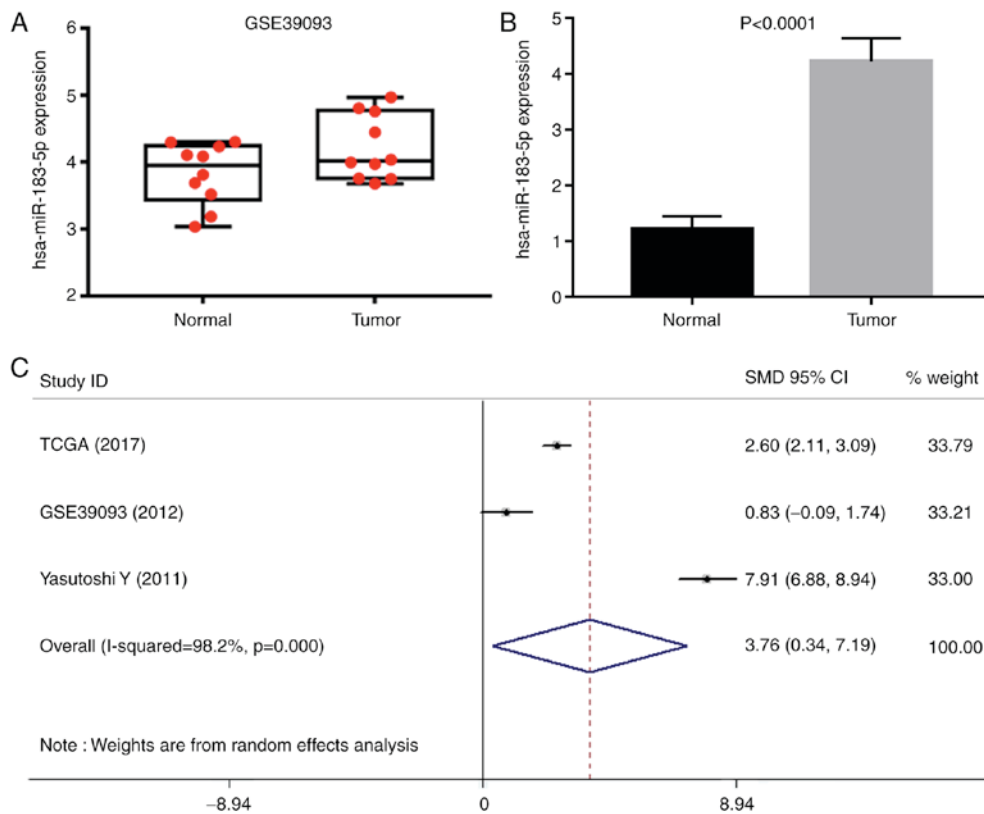 A
GSE39093
hsa-miR-183-5p expression
6
5
4
3
2
Normal Tumor
B
P<0.0001
hsa-miR-183-5p expression
5
4
3
2
1
0
Normal Tumor
C
Study ID SMD 95% CI % weight
TCGA (2017) 2.60 (2.11, 3.09) 33.79
GSE39093 (2012) 0.83 (−0.09, 1.74) 33.21
Yasutoshi Y (2011) 7.91 (6.88, 8.94) 33.00
Overall (I-squared=98.2%, p=0.000) 3.76 (0.34, 7.19) 100.00
Note : Weights are from random effects analysis
−8.94 0 8.94